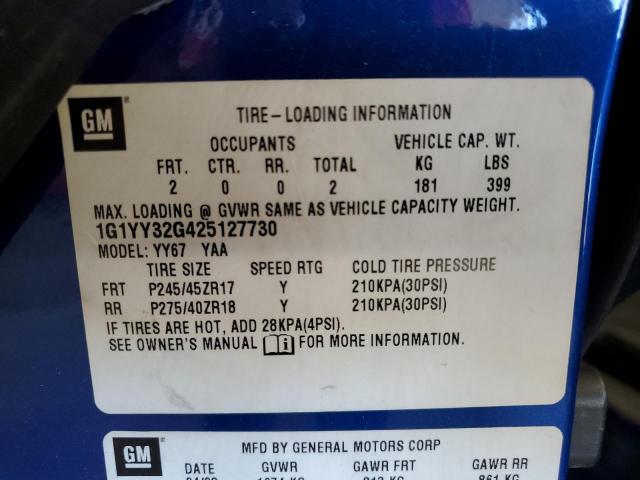 GM
TIRE-LOADING INFORMATION
OCCUPANTS VEHICLE CAP. WT.
FRT. CTR. RR. TOTAL KG LBS
2 0 0 2 181 399
MAX. LOADING @ GVWR SAME AS VEHICLE CAPACITY WEIGHT.
1G1YY32G425127730
MODEL: YY67 YAA
TIRE SIZE SPEED RTG COLD TIRE PRESSURE
FRT P245/45ZR17 Y 210KPA(30PSI)
RR P275/40ZR18 Y 210KPA(30PSI)
IF TIRES ARE HOT, ADD 28KPA(4PSI).
SEE OWNER'S MANUAL i FOR MORE INFORMATION.
GM
MFD BY GENERAL MOTORS CORP
DATE GVWR GAWR FRT GAWR RR